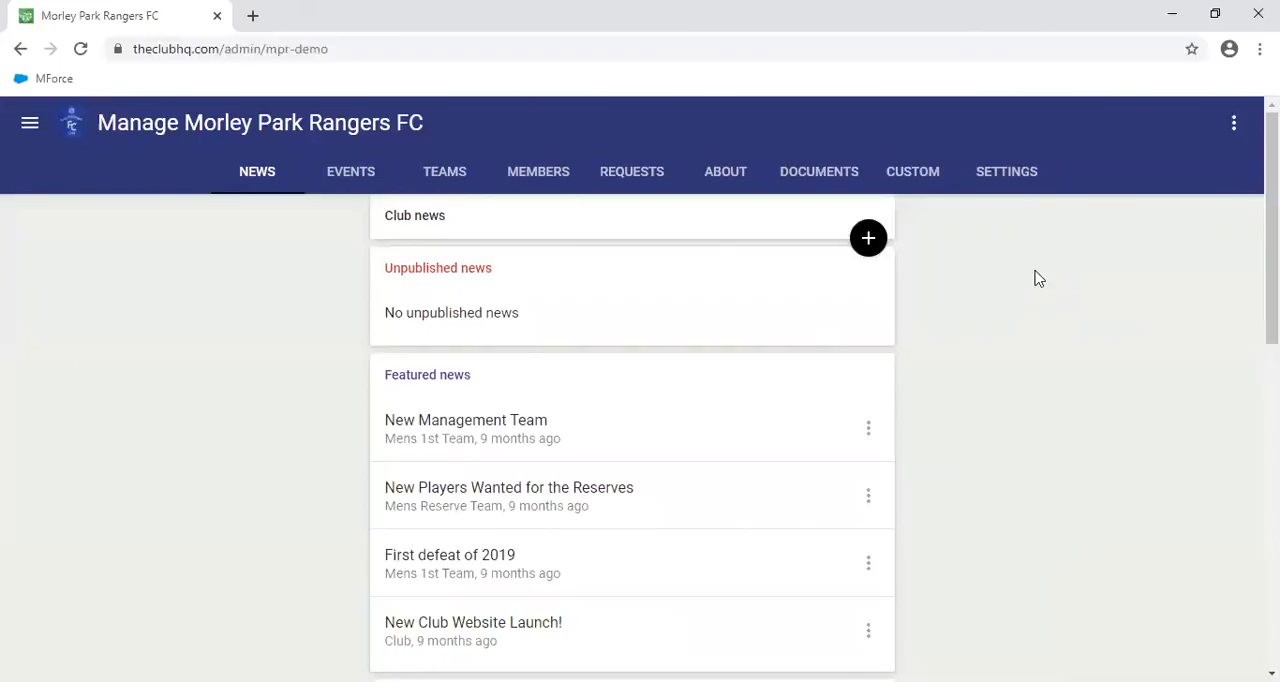 Morley Park Rangers FC
theclubhq.com/admin/mpr-demo
MForce
FC
Manage Morley Park Rangers FC
NEWS EVENTS TEAMS MEMBERS REQUESTS ABOUT DOCUMENTS CUSTOM SETTINGS
Club news
Unpublished news
No unpublished news
Featured news
New Management Team
Mens 1st Team, 9 months ago
New Players Wanted for the Reserves
Mens Reserve Team, 9 months ago
First defeat of 2019
Mens 1st Team, 9 months ago
New Club Website Launch!
Club, 9 months ago